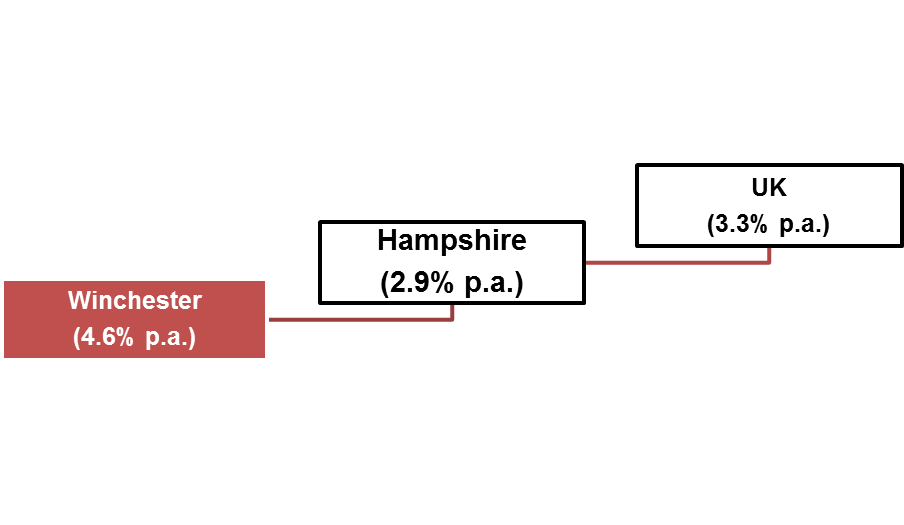 UK
(3.3% p.a.)
Hampshire
(2.9% p.a.)
Winchester
(4.6% p.a.)